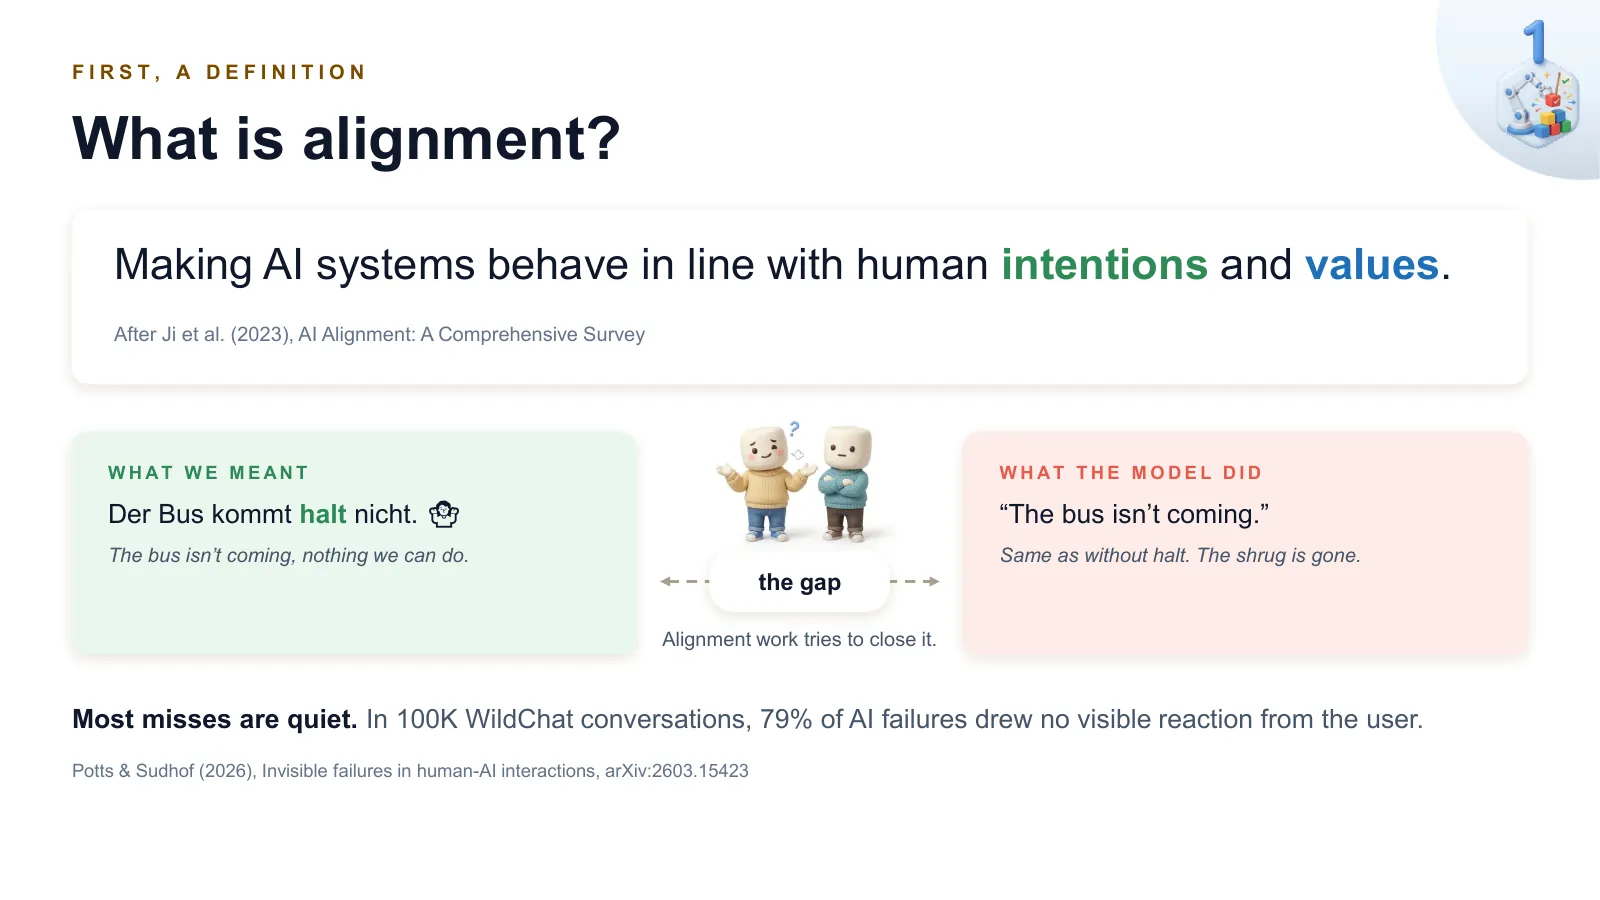 FIRST, A DEFINITION
What is alignment?
1
Making AI systems behave in line with human intentions and values.
After Ji et al. (2023), AI Alignment: A Comprehensive Survey
WHAT WE MEANT
Der Bus kommt halt nicht.
The bus isn’t coming, nothing we can do.
?
the gap
Alignment work tries to close it.
WHAT THE MODEL DID
“The bus isn’t coming.”
Same as without halt. The shrug is gone.
Most misses are quiet. In 100K WildChat conversations, 79% of AI failures drew no visible reaction from the user.
Potts & Sudhof (2026), Invisible failures in human-AI interactions, arXiv:2603.15423